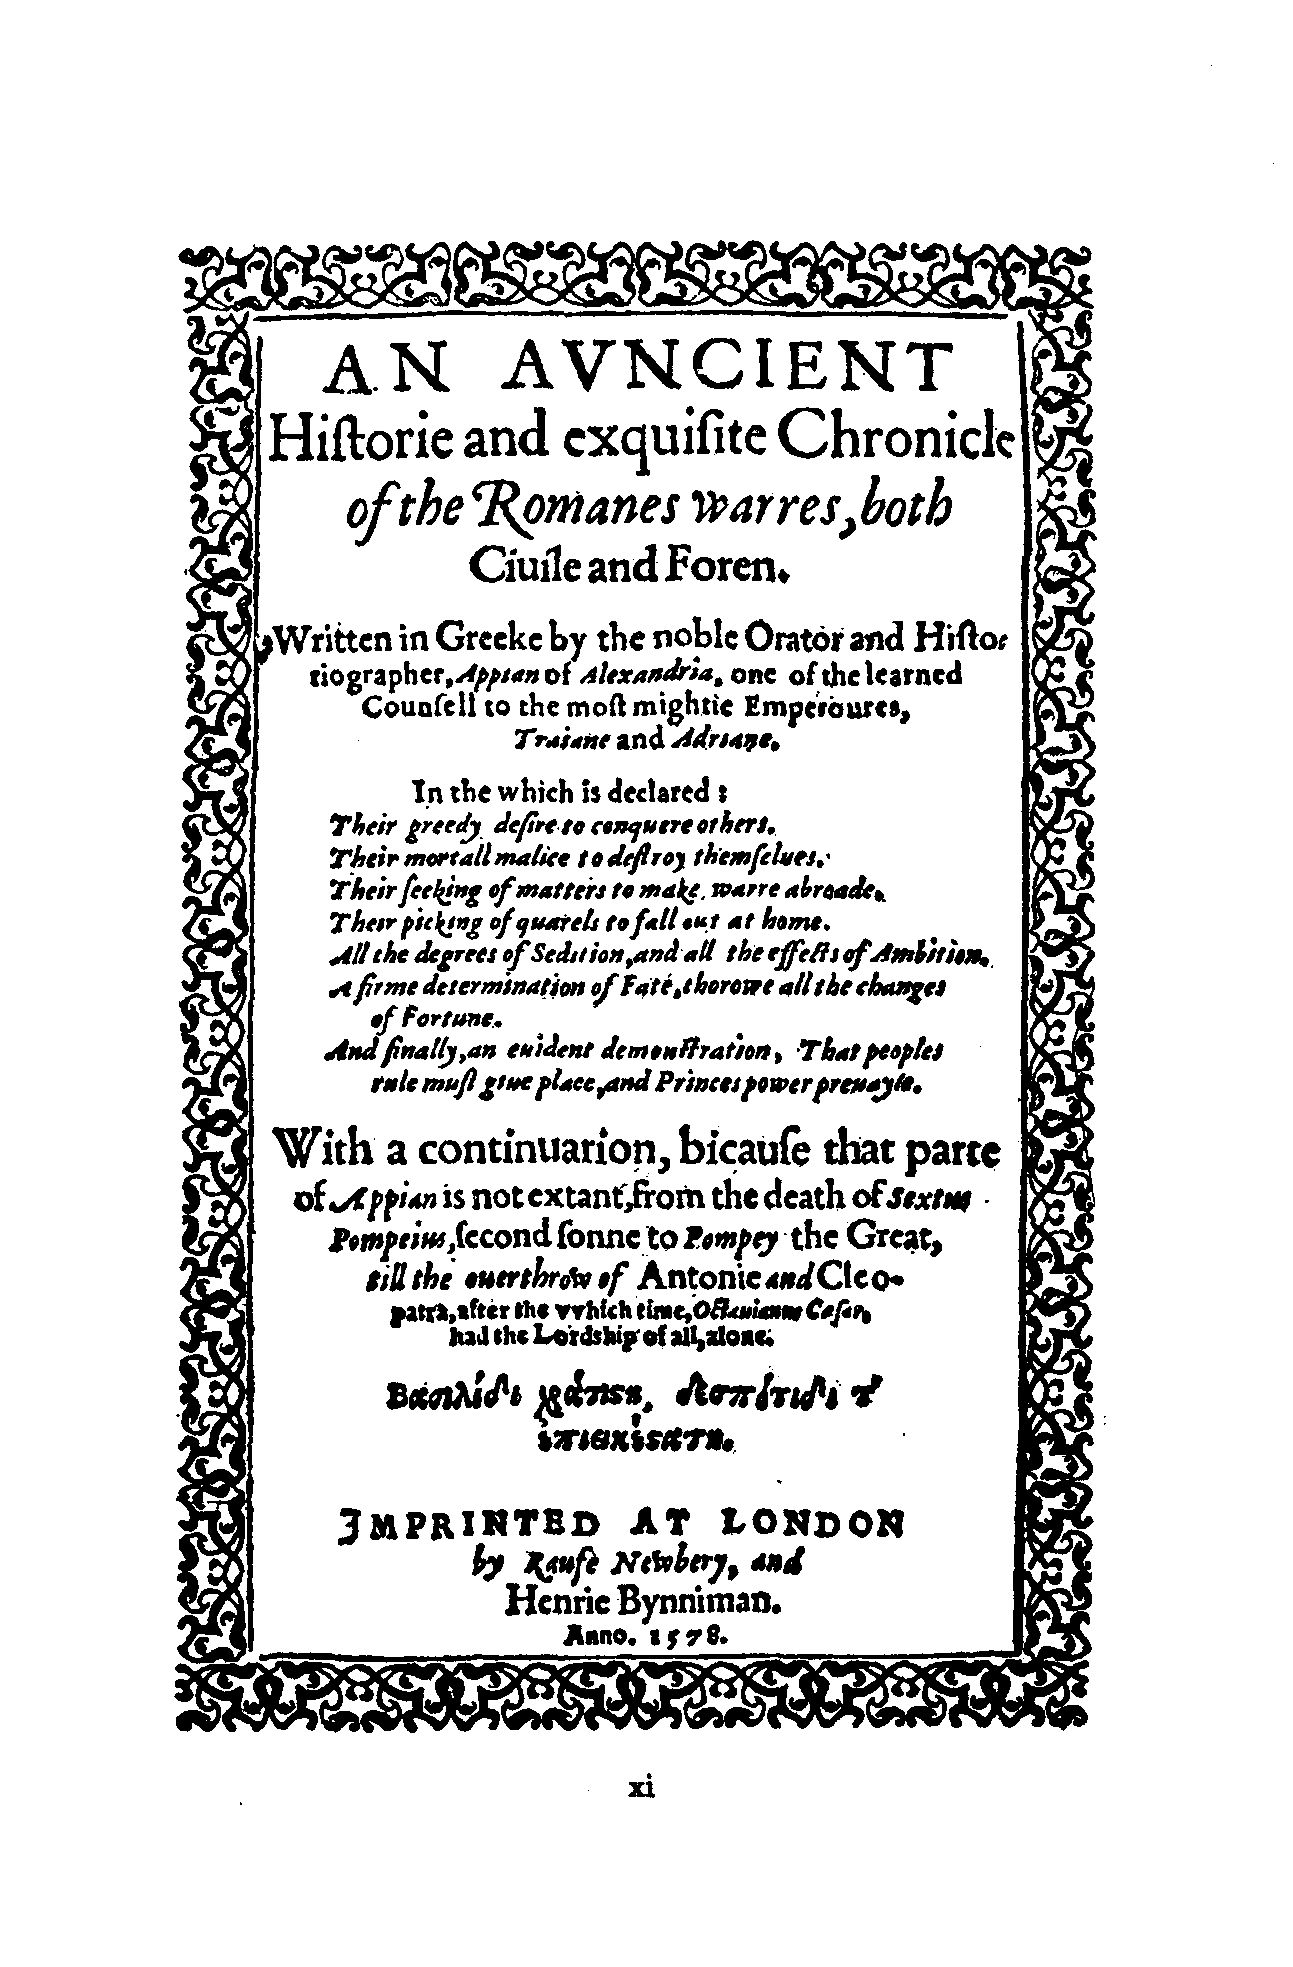 AN AVNCIENT
Hiſtorie and exquiſite Chronicle
of the Romanes warres, both
Ciuile and Foren.
Written in Greeke by the noble Orator and Hiſto-
riographer, Appian of Alexandria, one of the learned
Counſell to the moſt mightie Emperoures,
Traiane and Adriane.
In the which is declared:
Their greedy deſire to conquere others.
Their mortall malice to deſtroy themſelues.
Their ſeeking of matters to make warre abroade.
Their picking of quarels to fall out at home.
All the degrees of Sedition, and all the effects of Ambition.
A firme determination of Fate, thorowe all the changes
of Fortune.
And finally, an euident demonſtration, That peoples
rule muſt giue place, and Princes power preuayle.
With a continuation, bicauſe that parte
of Appian is not extant, from the death of Sextus
Pompeius, ſecond ſonne to Pompey the Great,
till the ouerthrow of Antonie and Cleo-
patra, after the vvhich time, Octauianus Cæſar,
had the Lordship of all, alone.
Βασιλίδι
IMPRINTED AT LONDON
by Raufe Newbery, and
Henrie Bynniman.
Anno. 1578.
xi